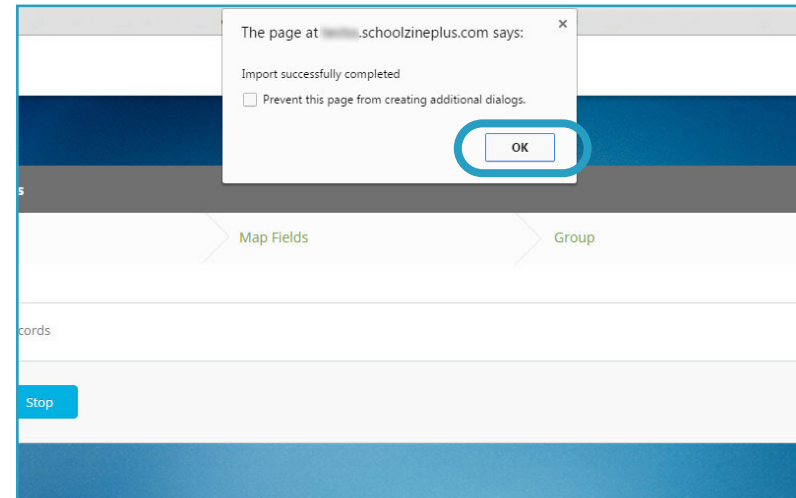 The page at .schoolzineplus.com says:
×
Import successfully completed
Prevent this page from creating additional dialogs.
OK
s
Map Fields
Group
cords
Stop